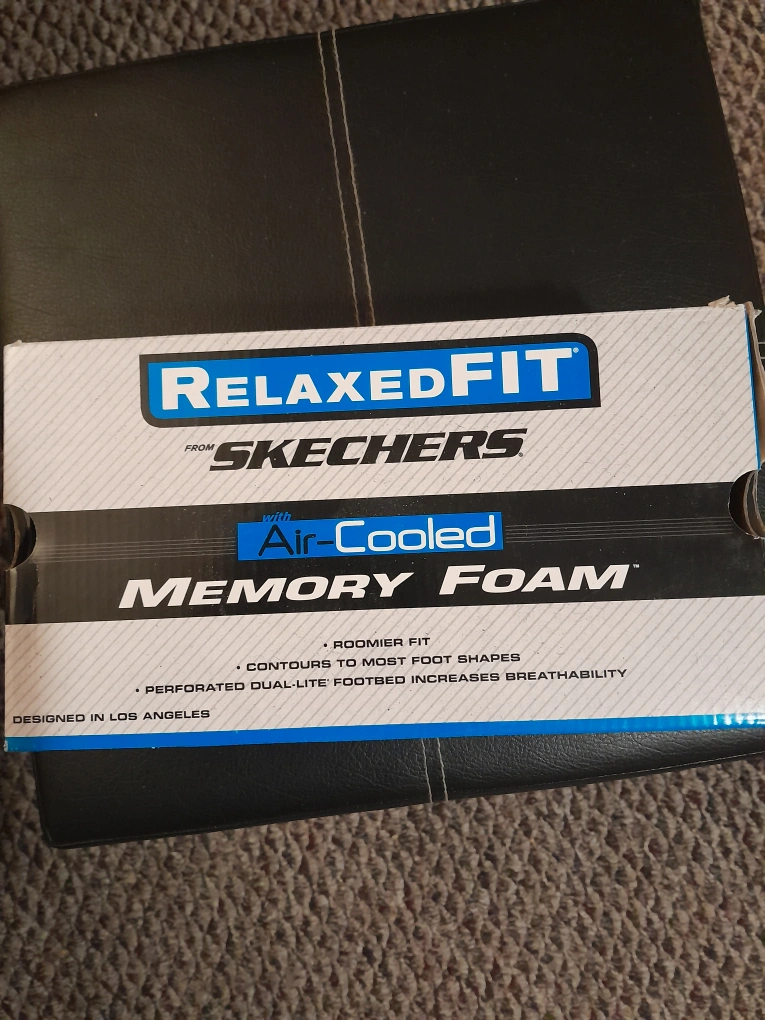 RELAXEDFIT®
FROM SKECHERS®
with
Air-Cooled
MEMORY FOAM™
• ROOMIER FIT
• CONTOURS TO MOST FOOT SHAPES
• PERFORATED DUAL-LITE® FOOTBED INCREASES BREATHABILITY
DESIGNED IN LOS ANGELES